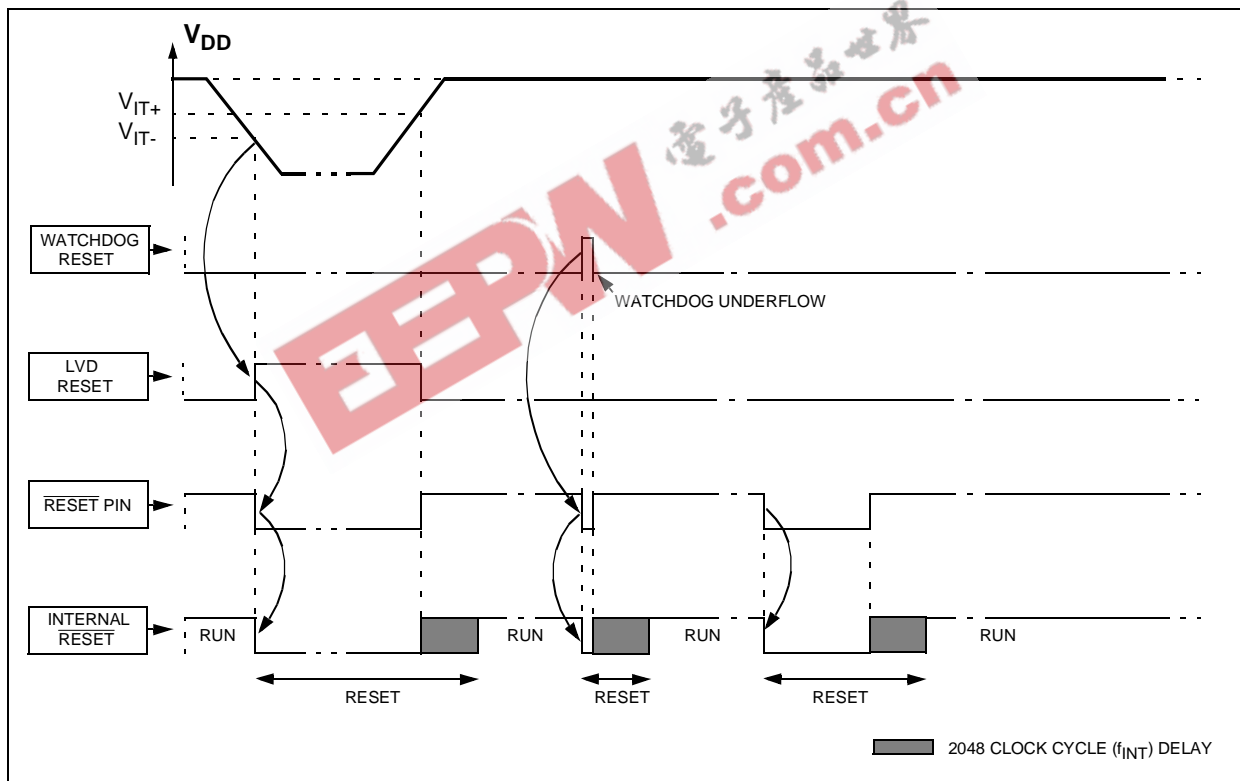 VDD
VIT+
VIT-
電子產品世界
.com.cn
EEPW
WATCHDOG
RESET
WATCHDOG UNDERFLOW
LVD
RESET
RESET PIN
INTERNAL
RESET
RUN
RUN
RUN
RUN
RESET
RESET
RESET
2048 CLOCK CYCLE (fINT) DELAY